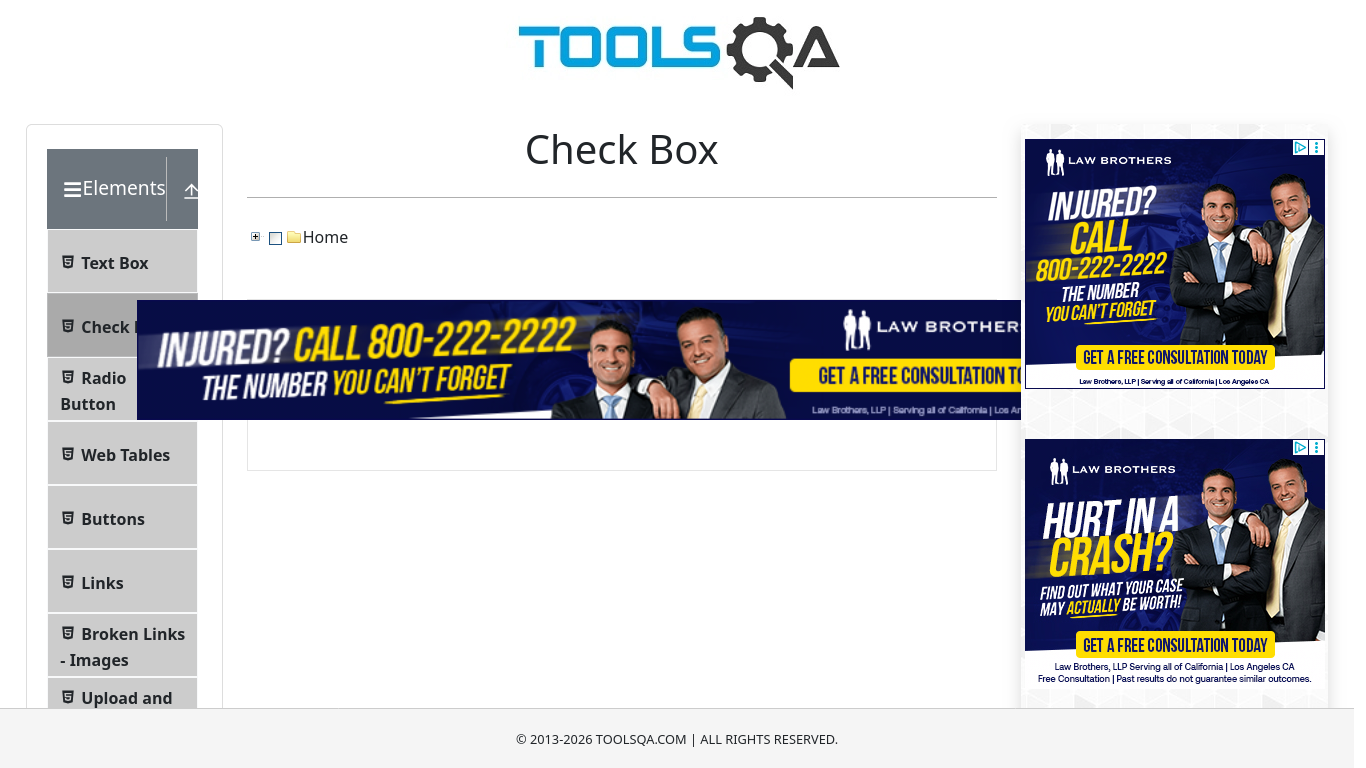 TOOLSQA
Check Box
Elements
Text Box
Check
Radio
Button
Web Tables
Buttons
Links
Broken Links
- Images
Upload and
Home
INJURED? CALL 800-222-2222
THE NUMBER YOU CAN'T FORGET
LAW BROTHER
GET A FREE CONSULTATION TO
Law Brothers, LLP | Serving all of California | Los An
LAW BROTHERS
INJURED?
CALL
800-222-2222
THE NUMBER
YOU CAN'T FORGET
GET A FREE CONSULTATION TODAY
Law Brothers, LLP | Serving all of California | Los Angeles CA
LAW BROTHERS
HURT IN A
CRASH?
FIND OUT WHAT YOUR CASE
MAY ACTUALLY BE WORTH!
GET A FREE CONSULTATION TODAY
Law Brothers, LLP Serving all of California | Los Angeles CA
Free Consultation | Past results do not guarantee similar outcomes.
© 2013-2026 TOOLSQA.COM | ALL RIGHTS RESERVED.